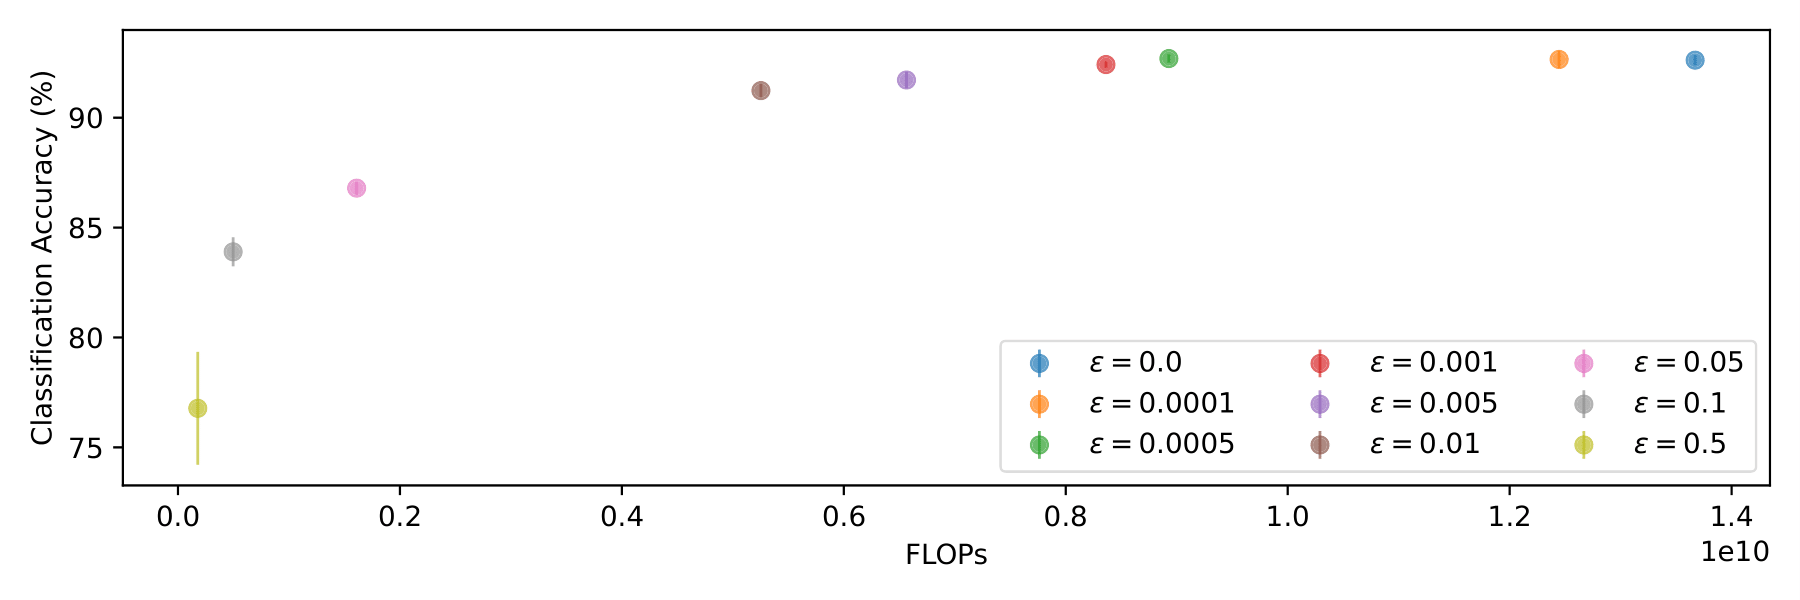 Classification Accuracy (%)
90
85
80
75
ε = 0.0
ε = 0.0001
ε = 0.0005
ε = 0.001
ε = 0.005
ε = 0.01
ε = 0.05
ε = 0.1
ε = 0.5
0.0 0.2 0.4 0.6 0.8 1.0 1.2 1.4
1e10
FLOPs